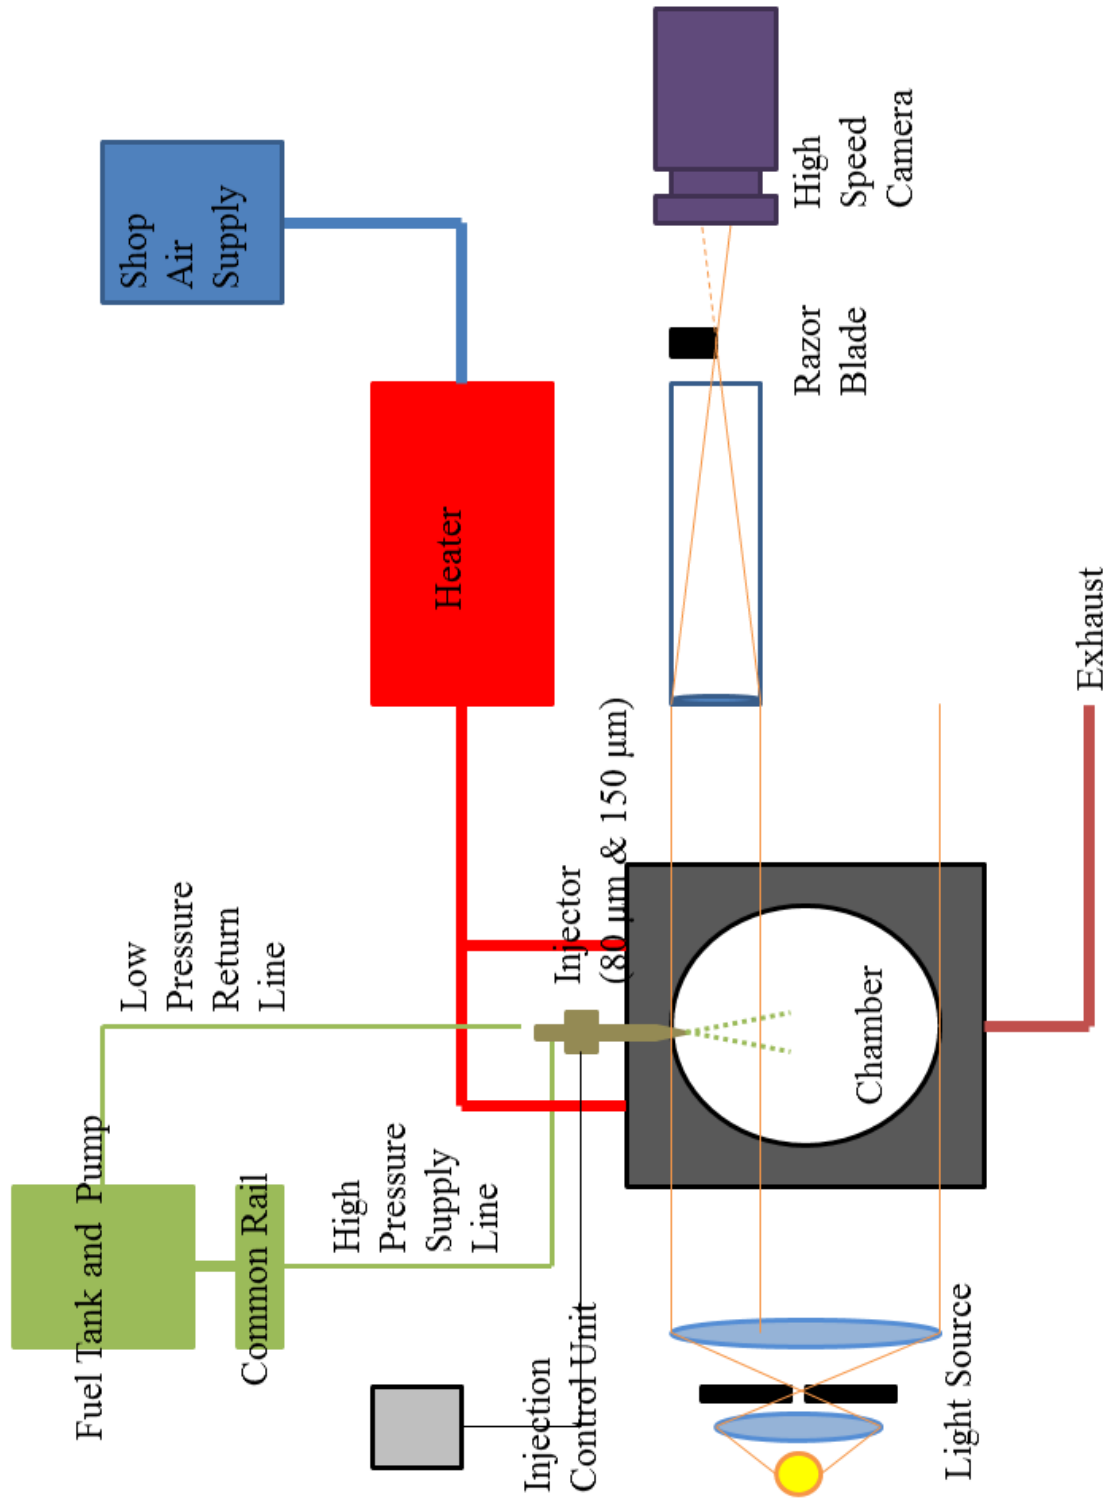 Fuel Tank and Pump
Common Rail
High
Pressure
Supply
Line
Low
Pressure
Return
Line
Shop
Air
Supply
Heater
Injection
Control Unit
Injector
(80 μm & 150 μm)
Chamber
Light Source
Razor
Blade
High
Speed
Camera
Exhaust